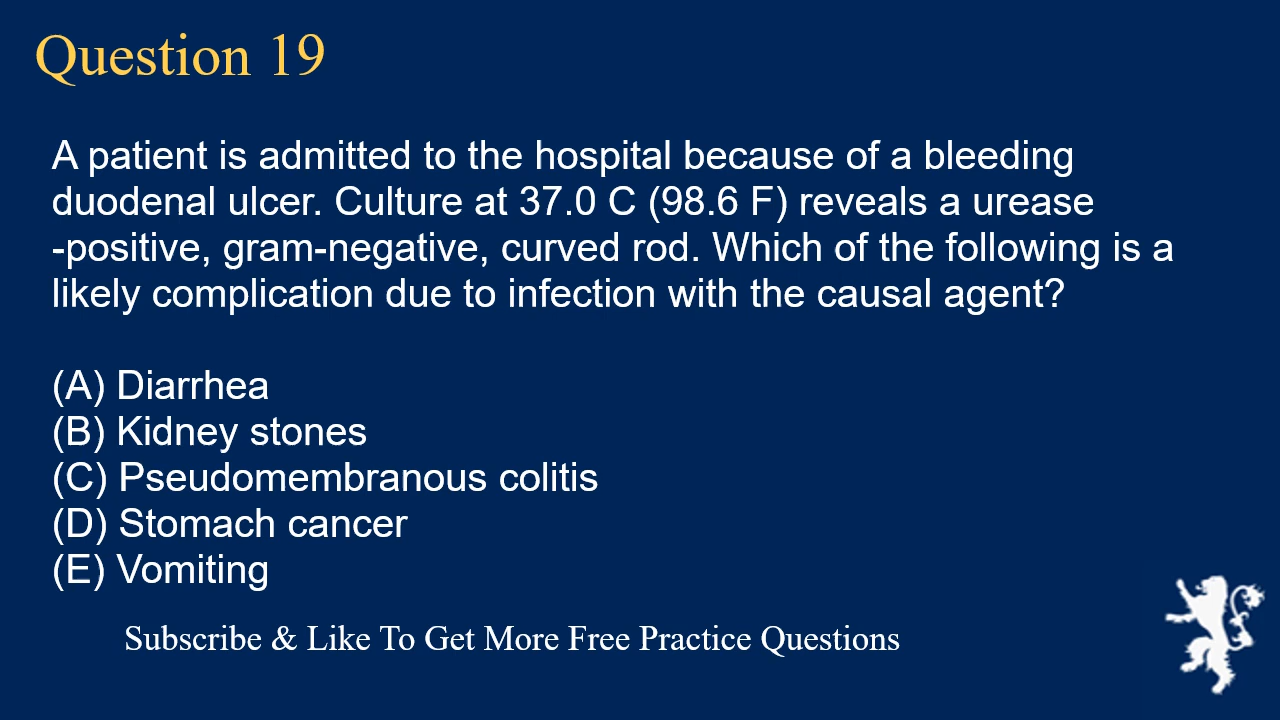 Question 19
A patient is admitted to the hospital because of a bleeding
duodenal ulcer. Culture at 37.0 C (98.6 F) reveals a urease
-positive, gram-negative, curved rod. Which of the following is a
likely complication due to infection with the causal agent?
(A) Diarrhea
(B) Kidney stones
(C) Pseudomembranous colitis
(D) Stomach cancer
(E) Vomiting
Subscribe & Like To Get More Free Practice Questions